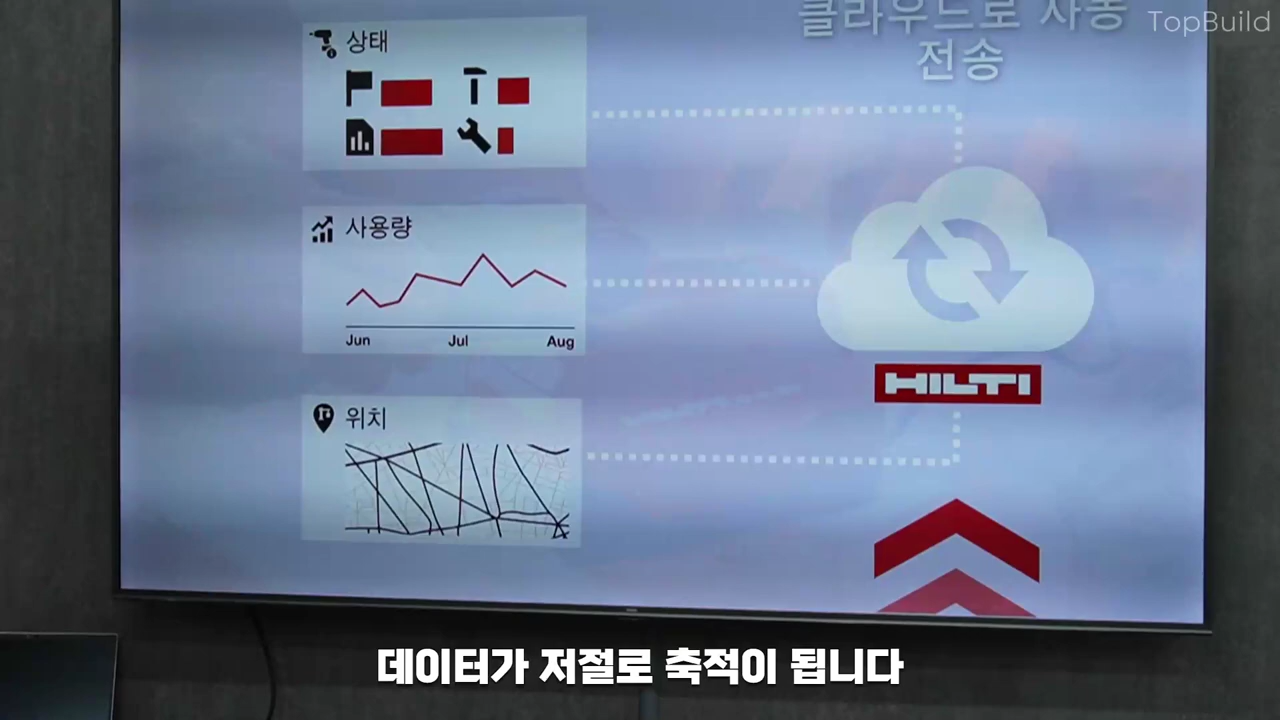 클라우드로 자동
전송
TopBuild
상태
사용량
Jun Jul Aug
위치
HILTI
데이터가 저절로 축적이 됩니다